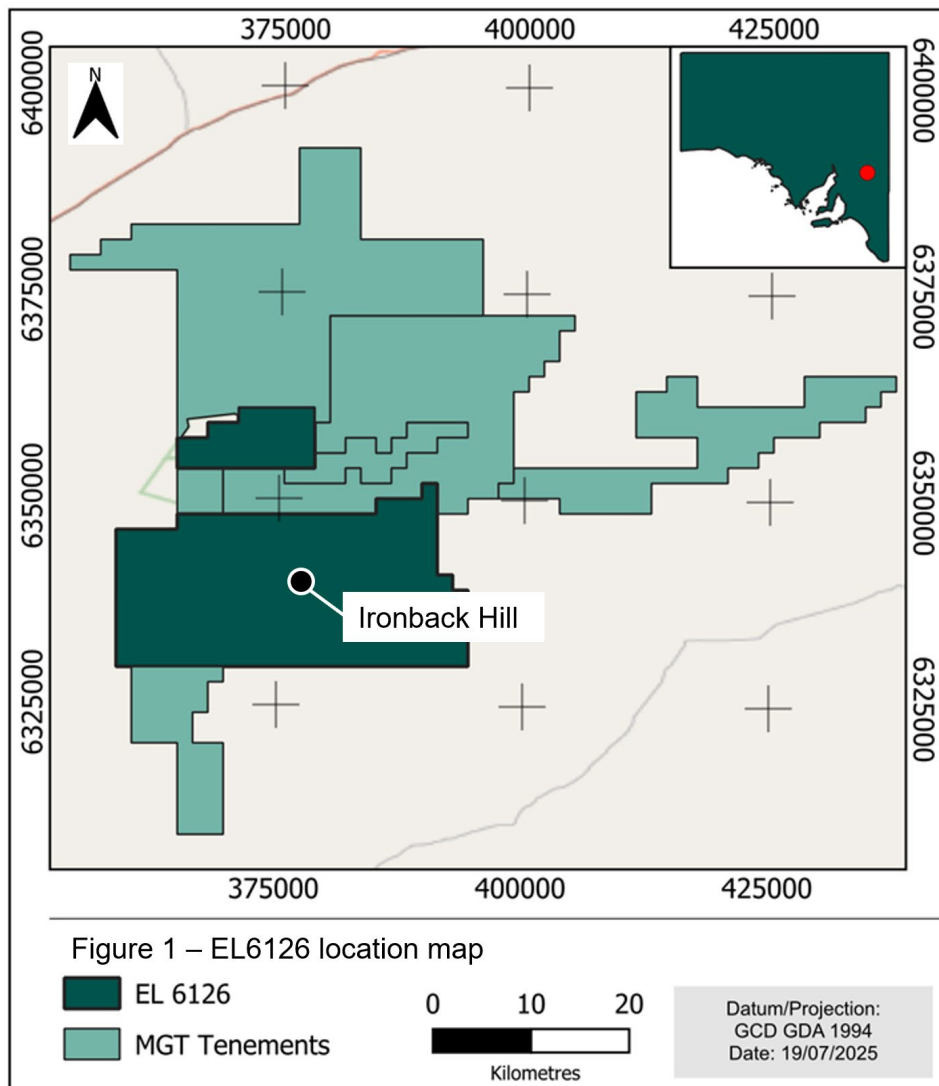 375000 400000 425000
6400000
6400000
N
6375000
6375000
6350000
6350000
Ironback Hill
6325000
6325000
375000 400000 425000
Figure 1 – EL6126 location map
EL 6126
MGT Tenements
0 10 20
Kilometres
Datum/Projection:
GCD GDA 1994
Date: 19/07/2025